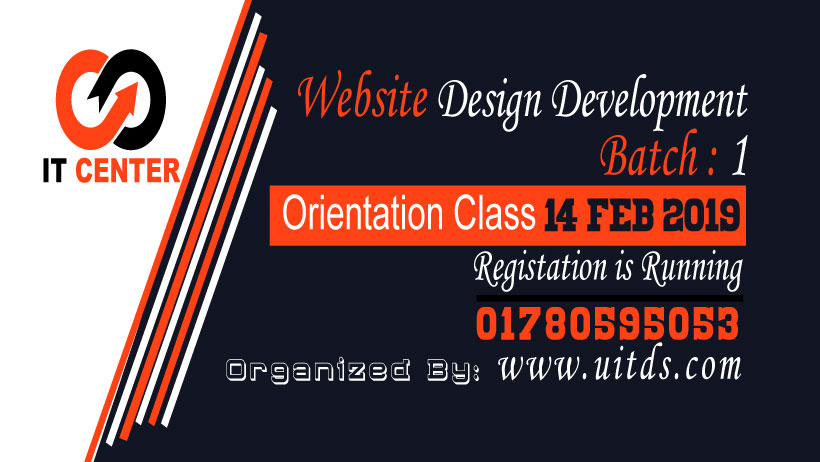 IT CENTER
Website Design Development
Batch : 1
Orientation Class 14 FEB 2019
Registation is Running
01780595053
Organized By: www.uitds.com